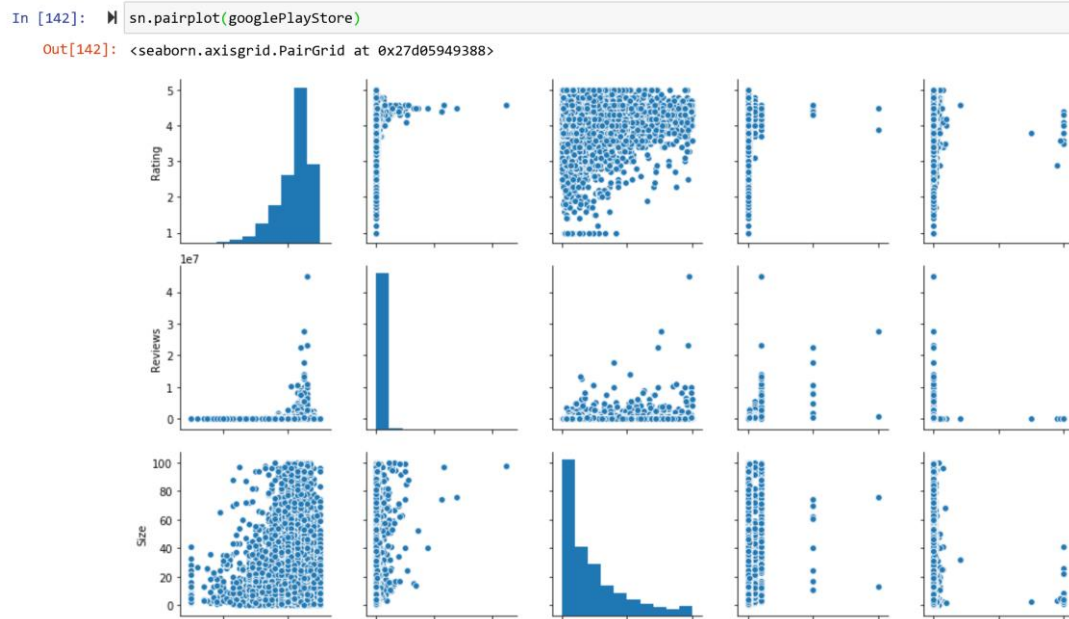 In [142]: sn.pairplot(googlePlayStore)
Out[142]: <seaborn.axisgrid.PairGrid at 0x27d05949388>
5
4
3
2
1
Rating
1e7
4
3
2
1
0
Reviews
100
80
60
40
20
0
Size